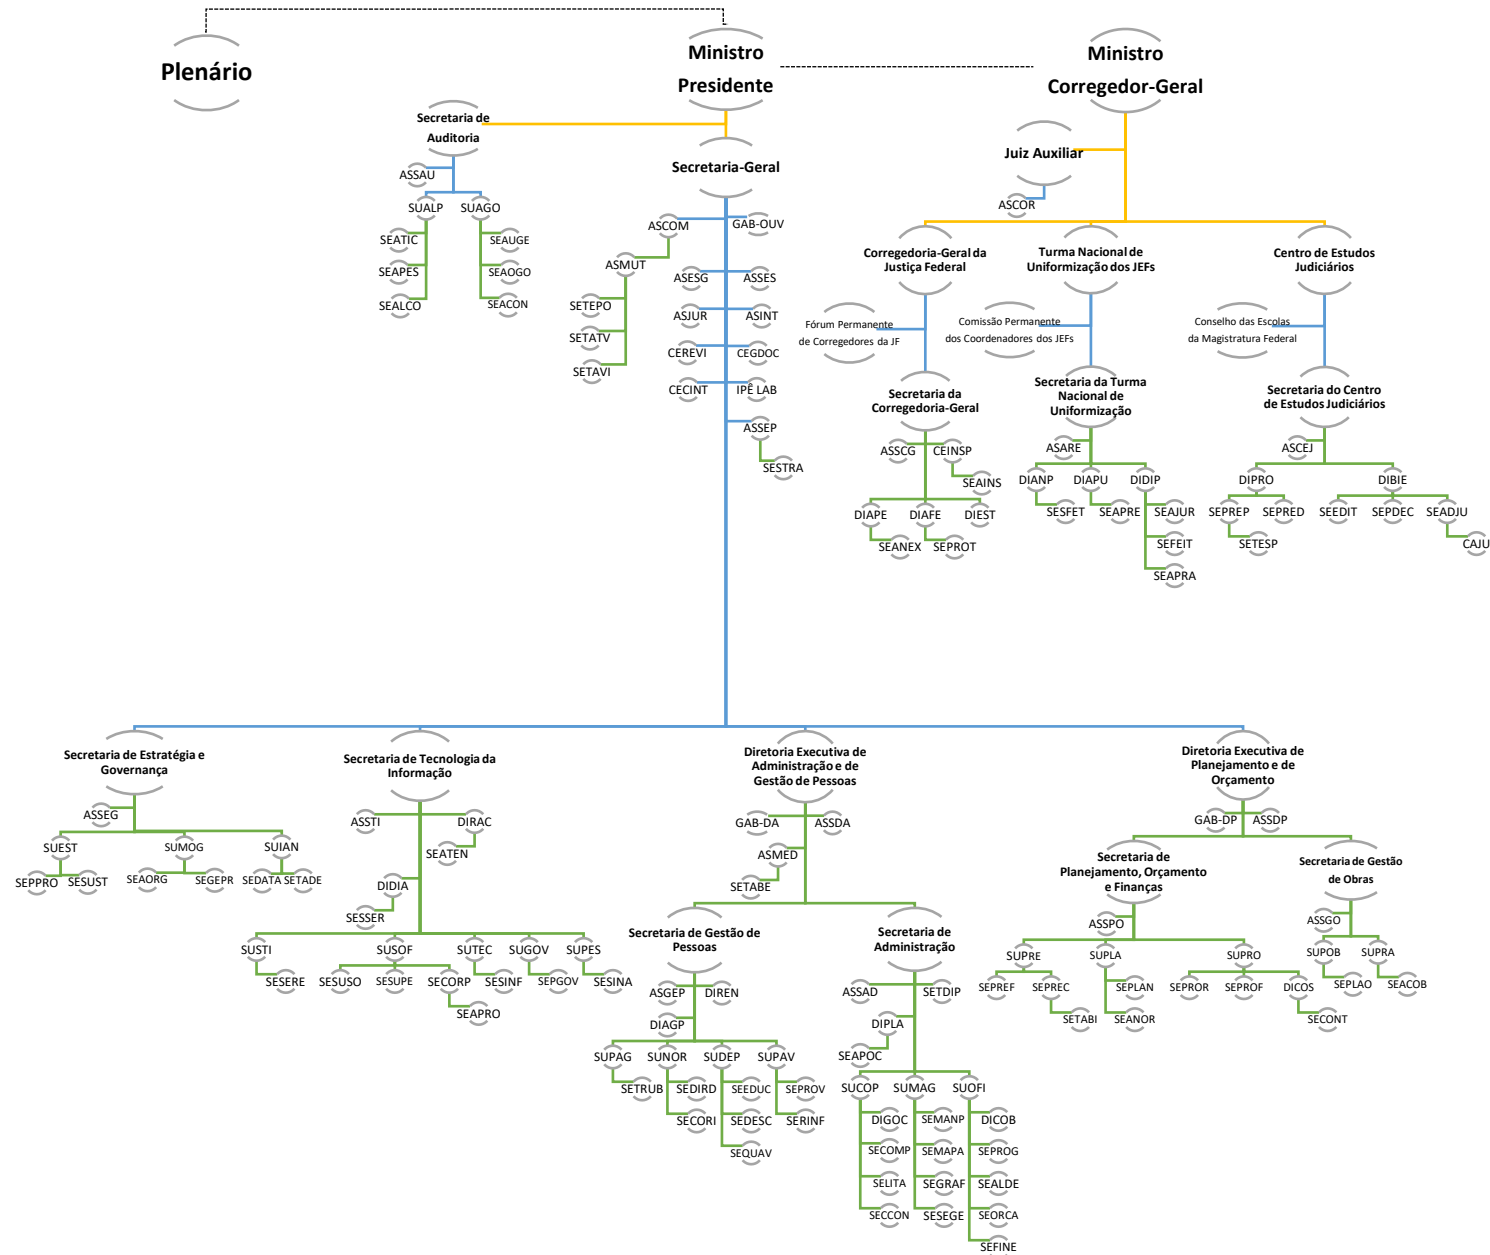 Plenário
Ministro
Presidente
Ministro
Corregedor-Geral
Secretaria de
Auditoria
ASSAU
SUALP
SUAGO
SEATIC
SEAPES
SEALCO
SEAUGE
SEAOGO
SEACON
Secretaria-Geral
ASCOM
GAB-OUV
ASMUT
SETEPO
SETATV
SETAVI
ASESG
ASSES
ASJUR
ASINT
CEREVI
CEGDOC
CECINT
IPÊ LAB
ASSEP
SESTRA
Juiz Auxiliar
ASCOR
Corregedoria-Geral da
Justiça Federal
Fórum Permanente
de Corregedores da JF
Secretaria da
Corregedoria-Geral
ASSCG
CEINSP
SEAINS
DIAPE
DIAFE
DIEST
SEANEX
SEPROT
Turma Nacional de
Uniformização dos JEFs
Comissão Permanente
dos Coordenadores dos JEFs
Secretaria da Turma
Nacional de
Uniformização
ASARE
DIANP
DIAPU
DIDIP
SESFET
SEAPRE
SEAJUR
SEFEIT
SEAPRA
Centro de Estudos
Judiciários
Conselho das Escolas
da Magistratura Federal
Secretaria do Centro
de Estudos Judiciários
ASCEJ
DIPRO
DIBIE
SEPREP
SEPRED
SETESP
SEEDIT
SEPDEC
SEADJU
CAJU
Secretaria de Estratégia e
Governança
ASSEG
SUEST
SUMOG
SUIAN
SEPPRO
SESUST
SEAORG
SEGEPR
SEDATA
SETADE
Secretaria de Tecnologia da
Informação
ASSTI
DIRAC
SEATEN
DIDIA
SESSER
SUSTI
SUSOF
SUTEC
SUGOV
SUPES
SESERE
SESUSO
SESUPE
SECORP
SEAPRO
SESINF
SEPGOV
SESINA
Diretoria Executiva de
Administração e de
Gestão de Pessoas
GAB-DA
ASSDA
ASMED
SETABE
Secretaria de Gestão de
Pessoas
ASGEP
DIREN
DIAGP
SUPAG
SUNOR
SUDEP
SUPAV
SETRUB
SEDIRD
SECORI
SEEDUC
SEDESC
SEQUAV
SEPROV
SERINF
Secretaria de
Administração
ASSAD
SETDIP
DIPLA
SEAPOC
SUCOP
SUMAG
SUOFI
DIGOC
SECOMP
SELITA
SECCON
SEMANP
SEMAPA
SEGRAF
SESEGE
DICOB
SEPROG
SEALDE
SEORCA
SEFINE
Diretoria Executiva de
Planejamento e de
Orçamento
GAB-DP
ASSDP
Secretaria de
Planejamento, Orçamento
e Finanças
ASSPO
SUPRE
SUPLA
SUPRO
SEPREF
SEPREC
SETABI
SEPLAN
SEANOR
SEPROR
SEPROF
DICOS
SECONT
Secretaria de Gestão
de Obras
ASSGO
SUPOB
SUPRA
SEPLAO
SEACOB